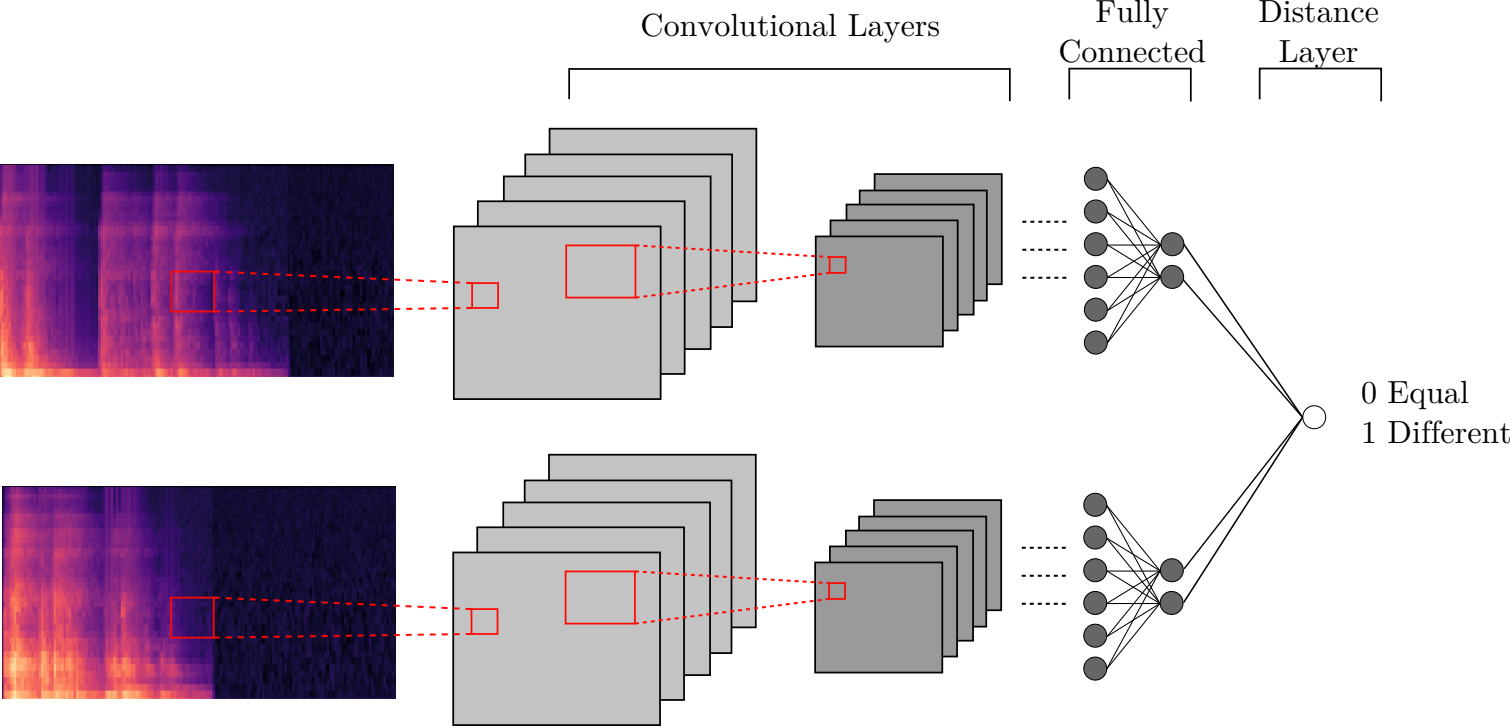 Convolutional Layers
Fully
Connected
Distance
Layer
0 Equal
1 Different